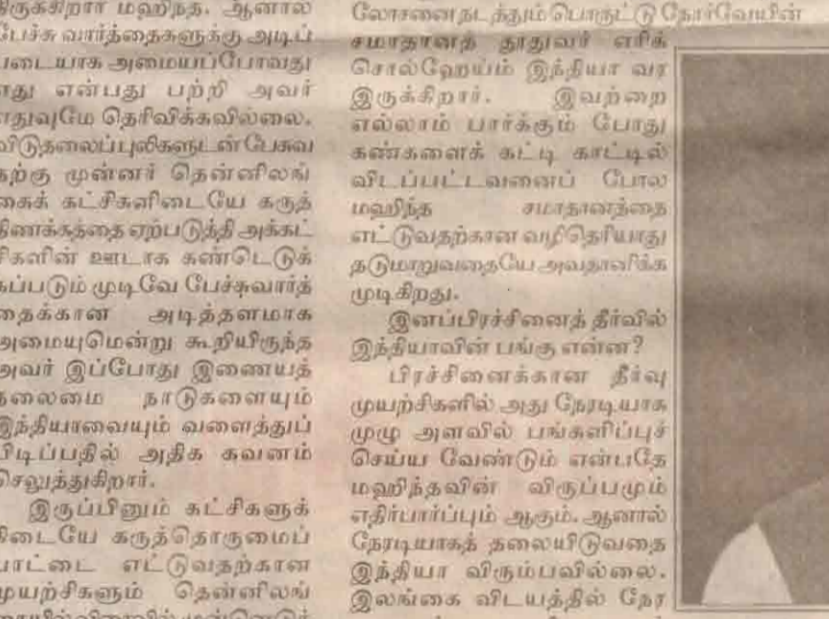 இருக்கிறார் மஹிந்த. ஆனால்
பேச்சு வார்த்தைகளுக்கு அடிப்
படையாக அமையப்போவது
எது என்பது பற்றி அவர்
எதுவுமே தெரிவிக்கவில்லை.
விடுதலைப்புலிகளுடன் பேசுவ
தற்கு முன்னர் தென்னிலங்
கைக் கட்சிகளிடையே கருத்
திணக்கத்தை ஏற்படுத்தி அக்கட்
சிகளின் ஊடாக கண்டெடுக்
கப்படும் முடிவே பேச்சுவார்த்
தைக்கான அடித்தளமாக
அமையுமென்று கூறியிருந்த
அவர் இப்போது இணையத்
தலைமை நாடுகளையும்
இந்தியாவையும் வளைத்துப்
பிடிப்பதில் அதிக கவனம்
செலுத்துகிறார்.
இருப்பினும் கட்சிகளுக்
கிடையே கருத்தொருமைப்
பாட்டை எட்டுவதற்கான
முயற்சிகளும் தென்னிலங்
லோசனை நடத்தும் பொருட்டு நோர்வேயின்
சமாதானத் தூதுவர் எரிக்
சொல்ஹேய்ம் இந்தியா வர
இருக்கிறார். இவற்றை
எல்லாம் பார்க்கும் போது
கண்களைக் கட்டி காட்டில்
விடப்பட்டவனைப் போல
மஹிந்த சமாதானத்தை
எட்டுவதற்கான வழிதெரியாது
தடுமாறுவதையே அவதானிக்க
முடிகிறது.
இனப்பிரச்சினைத் தீர்வில்
இந்தியாவின் பங்கு என்ன?
பிரச்சினைக்கான தீர்வு
முயற்சிகளில் அது நேரடியாக
முழு அளவில் பங்களிப்புச்
செய்ய வேண்டும் என்பதே
மஹிந்தவின் விருப்பமும்
எதிர்பார்ப்பும் ஆகும். ஆனால்
நேரடியாகத் தலையிடுவதை
இந்தியா விரும்பவில்லை.
இலங்கை விடயத்தில் நேர